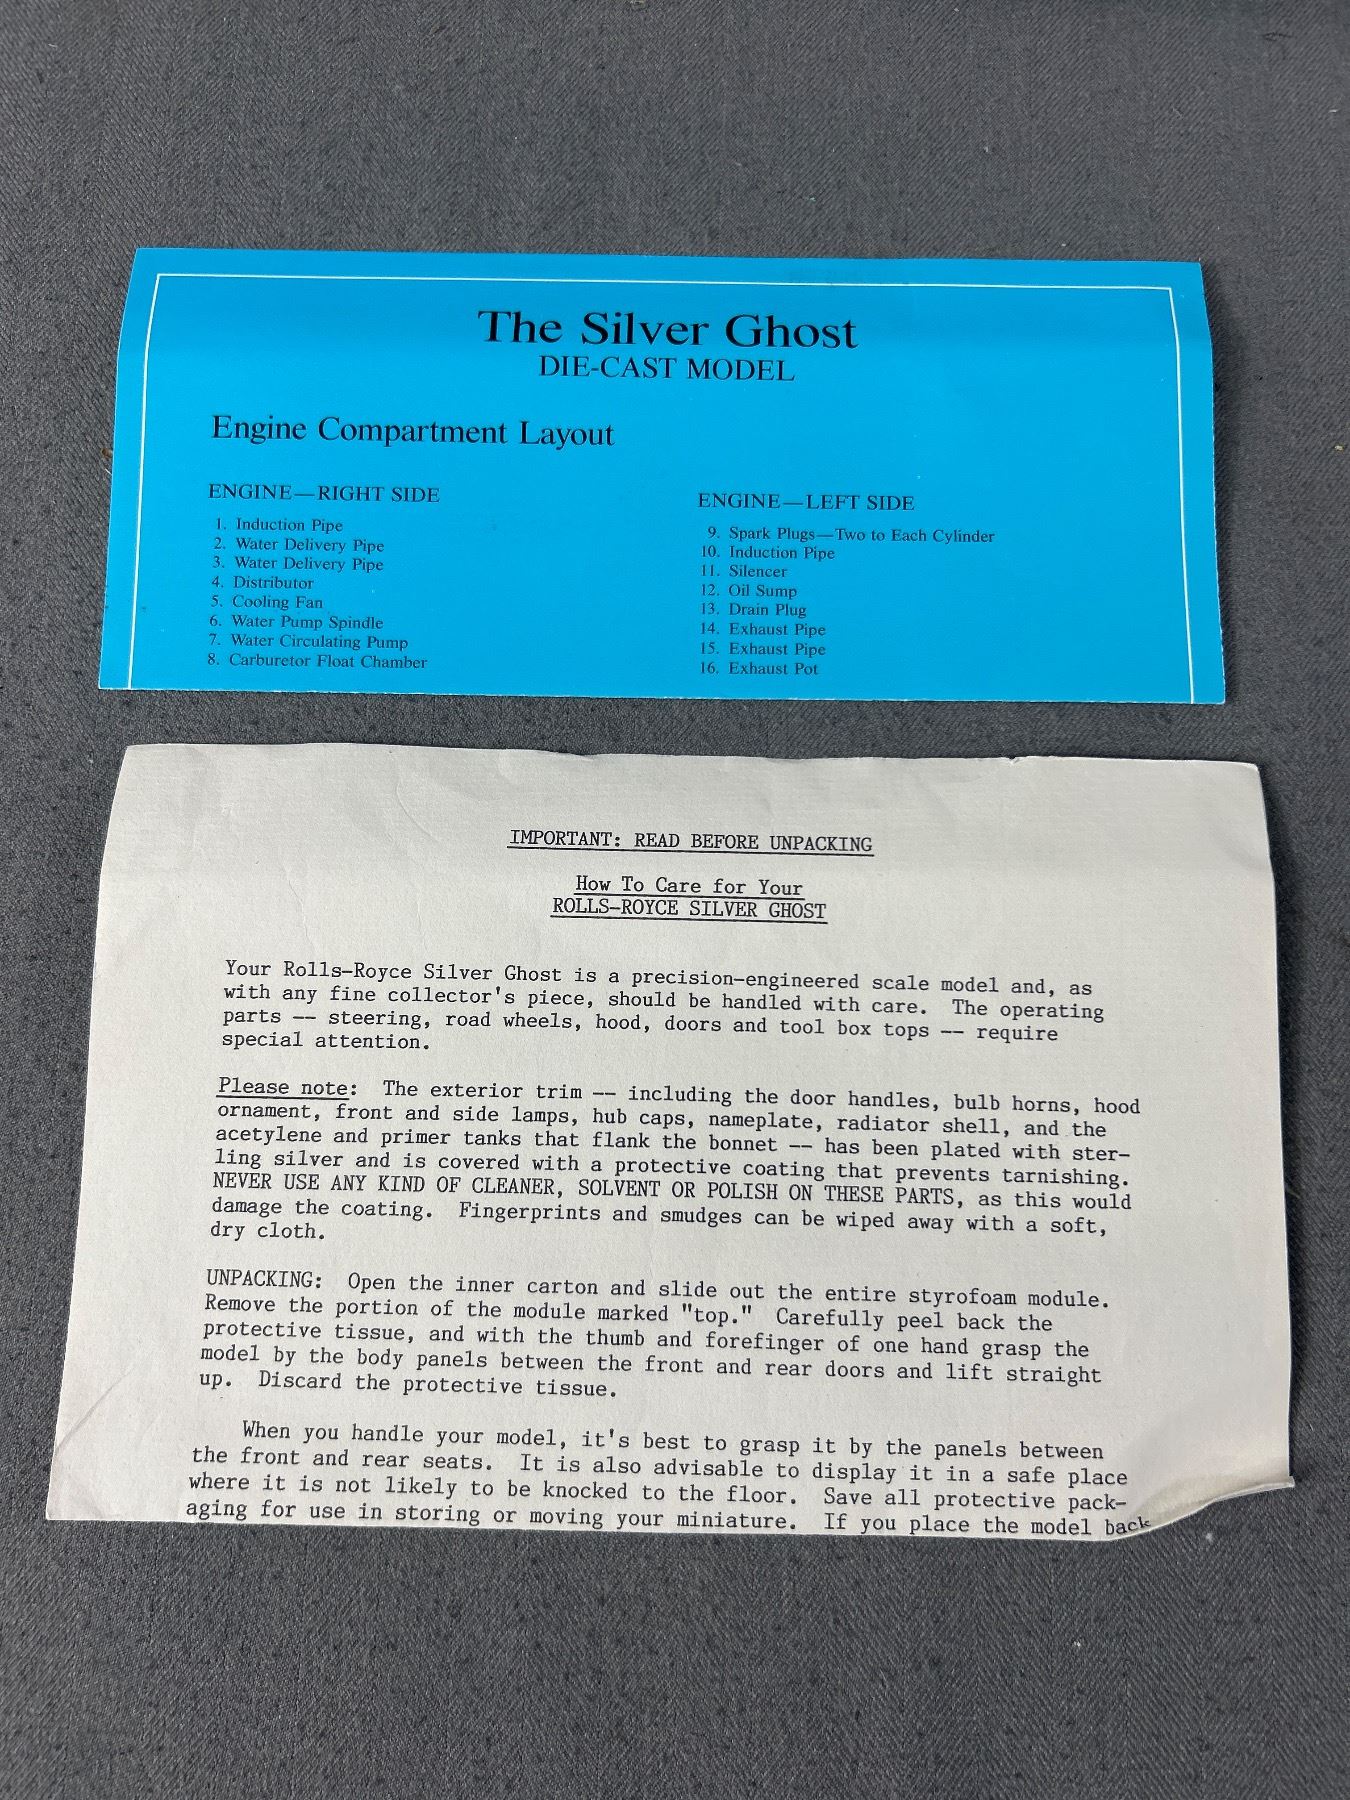 The Silver Ghost
DIE-CAST MODEL
Engine Compartment Layout
ENGINE—RIGHT SIDE
1. Induction Pipe
2. Water Delivery Pipe
3. Water Delivery Pipe
4. Distributor
5. Cooling Fan
6. Water Pump Spindle
7. Water Circulating Pump
8. Carburetor Float Chamber
ENGINE—LEFT SIDE
9. Spark Plugs—Two to Each Cylinder
10. Induction Pipe
11. Silencer
12. Oil Sump
13. Drain Plug
14. Exhaust Pipe
15. Exhaust Pipe
16. Exhaust Pot
IMPORTANT: READ BEFORE UNPACKING
How To Care for Your
ROLLS-ROYCE SILVER GHOST
Your Rolls-Royce Silver Ghost is a precision-engineered scale model and, as
with any fine collector's piece, should be handled with care. The operating
parts -- steering, road wheels, hood, doors and tool box tops -- require
special attention.
Please note: The exterior trim -- including the door handles, bulb horns, hood
ornament, front and side lamps, hub caps, nameplate, radiator shell, and the
acetylene and primer tanks that flank the bonnet -- has been plated with ster-
ling silver and is covered with a protective coating that prevents tarnishing.
NEVER USE ANY KIND OF CLEANER, SOLVENT OR POLISH ON THESE PARTS, as this would
damage the coating. Fingerprints and smudges can be wiped away with a soft,
dry cloth.
UNPACKING: Open the inner carton and slide out the entire styrofoam module.
Remove the portion of the module marked "top." Carefully peel back the
protective tissue, and with the thumb and forefinger of one hand grasp the
model by the body panels between the front and rear doors and lift straight
up. Discard the protective tissue.
When you handle your model, it's best to grasp it by the panels between
the front and rear seats. It is also advisable to display it in a safe place
where it is not likely to be knocked to the floor. Save all protective pack-
aging for use in storing or moving your miniature. If you place the model back